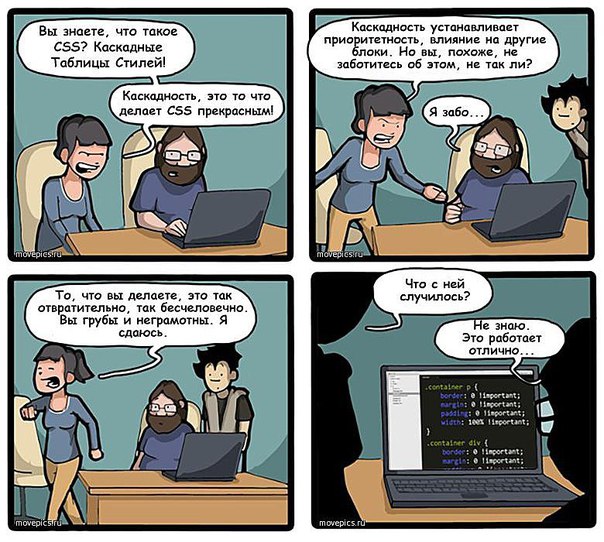 Вы знаете, что такое
CSS? Каскадные
Таблицы Стилей!
Каскадность, это то что
делает CSS прекрасным!
movepics.ru
Каскадность устанавливает
приоритетность, влияние на другие
блоки. Но вы, похоже, не
заботитесь об этом, не так ли?
Я забо...
movepics.ru
То, что вы делаете, это так
отвратительно, так бесчеловечно.
Вы грубы и неграмотны. Я
сдаюсь.
movepics.ru
Что с ней
случилось?
Не знаю.
Это работает
отлично...
.container p {
border: 0 !important;
margin: 0 !important;
padding: 0 !important;
width: 100% !important;
}
.container div {
border: 0 !important;
margin: 0 !important;
movepics.ru